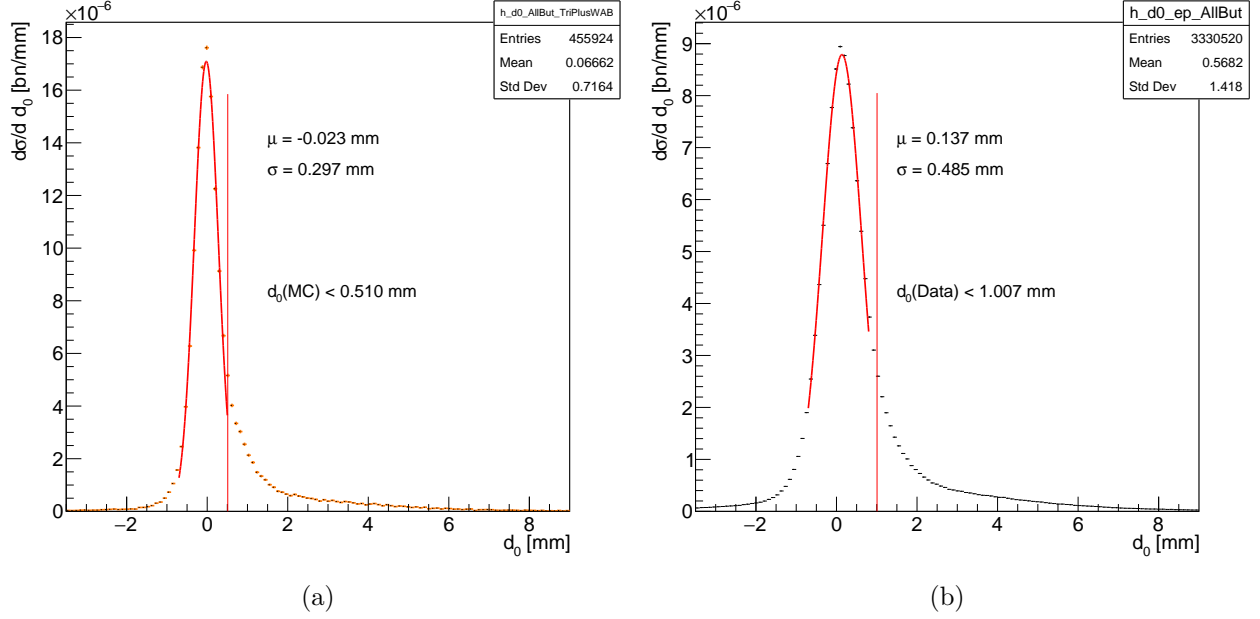 ×10⁻⁶
h_d0_AllBut_TriPlusWAB
Entries 455924
Mean 0.06662
Std Dev 0.7164
dσ/d d₀ [bn/mm]
18
16
14
12
10
8
6
4
2
0
μ = -0.023 mm
σ = 0.297 mm
d₀(MC) < 0.510 mm
−2 0 2 4 6 8
d₀ [mm]
(a)
×10⁻⁶
h_d0_ep_AllBut
Entries 3330520
Mean 0.5682
Std Dev 1.418
dσ/d d₀ [bn/mm]
9
8
7
6
5
4
3
2
1
0
μ = 0.137 mm
σ = 0.485 mm
d₀(Data) < 1.007 mm
−2 0 2 4 6 8
d₀ [mm]
(b)